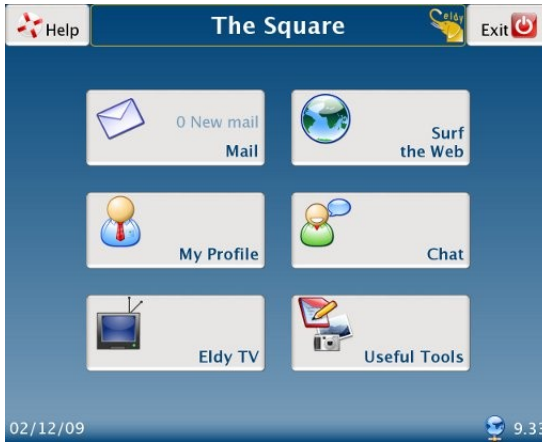 Help
The Square
Eldy
Exit
0 New mail
Mail
Surf
the Web
My Profile
Chat
Eldy TV
Useful Tools
02/12/09
9.33